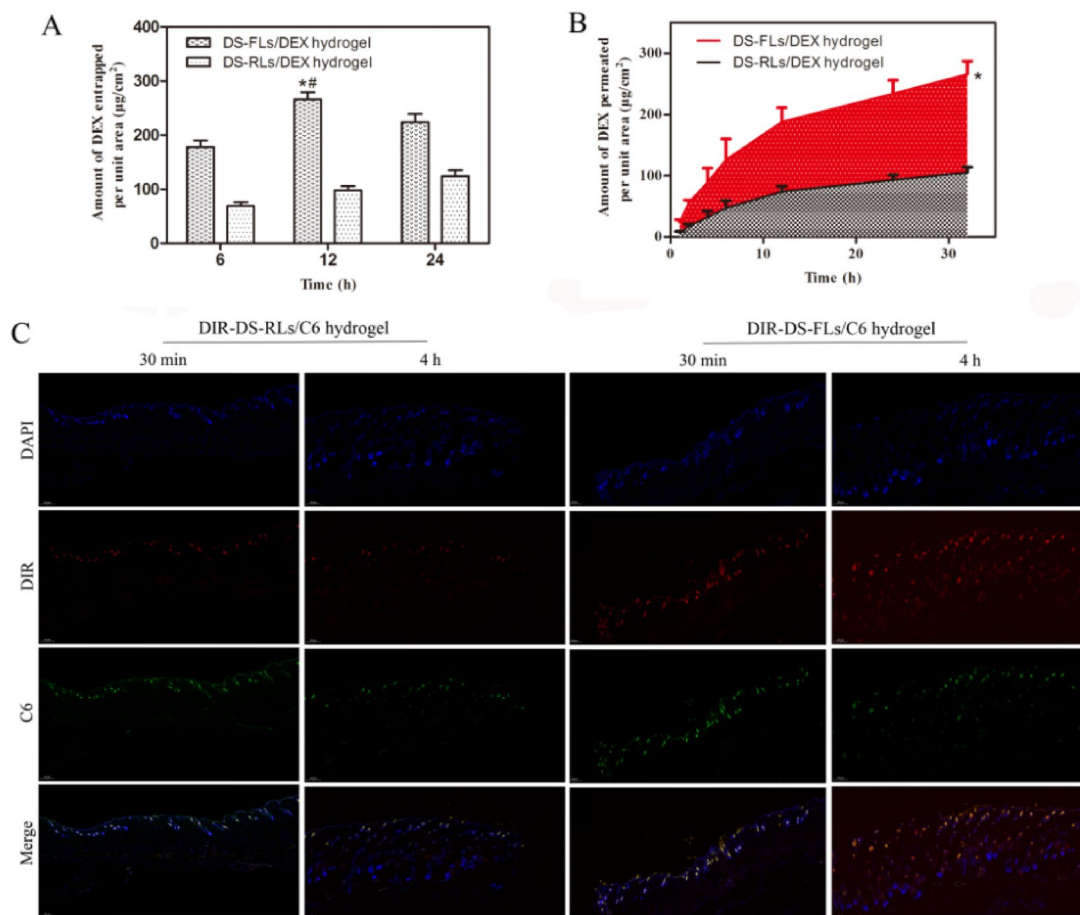 A
400
300
200
100
0
Amount of DEX entrapped
per unit area (μg/cm²)
DS-FLs/DEX hydrogel
DS-RLs/DEX hydrogel
*#
6 12 24
Time (h)
B
300
200
100
0
Amount of DEX permeated
per unit area (μg/cm²)
DS-FLs/DEX hydrogel
DS-RLs/DEX hydrogel
*
0 10 20 30
Time (h)
C
DIR-DS-RLs/C6 hydrogel DIR-DS-FLs/C6 hydrogel
30 min 4 h 30 min 4 h
DAPI
DIR
C6
Merge